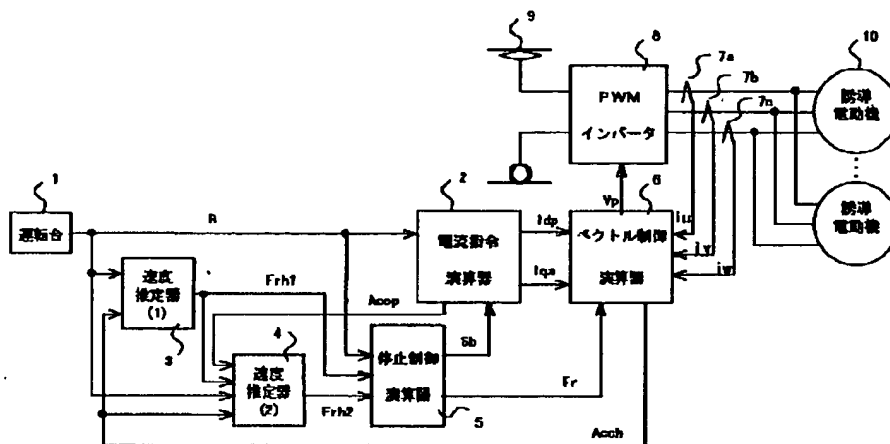 9
8
10
7a
7b
7n
PWM
インバータ
誘導
電動機
1
2
6
Vp
iu
iv
iw
運転台
B
電流指令
演算器
Idp
Iqs
ベクトル制御
演算器
誘導
電動機
速度
推定器
(1)
3
Frh1
Acop
4
速度
推定器
(2)
Frh2
停止制御
演算器
5
Sb
Fr
Acch